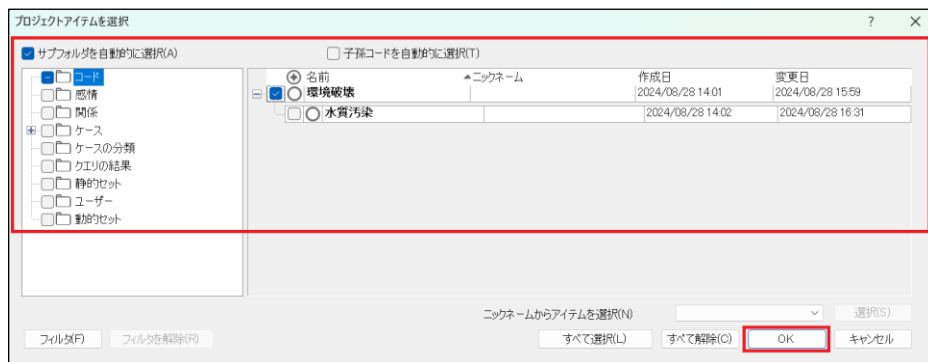 プロジェクトアイテムを選択 ? ×
サブフォルダを自動的に選択(A) 子孫コードを自動的に選択(T)
コード
感情
関係
ケース
ケースの分類
クエリの結果
静的セット
ユーザー
動的セット
名前 ニックネーム 作成日 変更日
環境破壊 2024/08/28 14:01 2024/08/28 15:59
水質汚染 2024/08/28 14:02 2024/08/28 16:31
ニックネームからアイテムを選択(N) 選択(S)
フィルタ(F) フィルタを解除(R) すべて選択(L) すべて解除(C) OK キャンセル